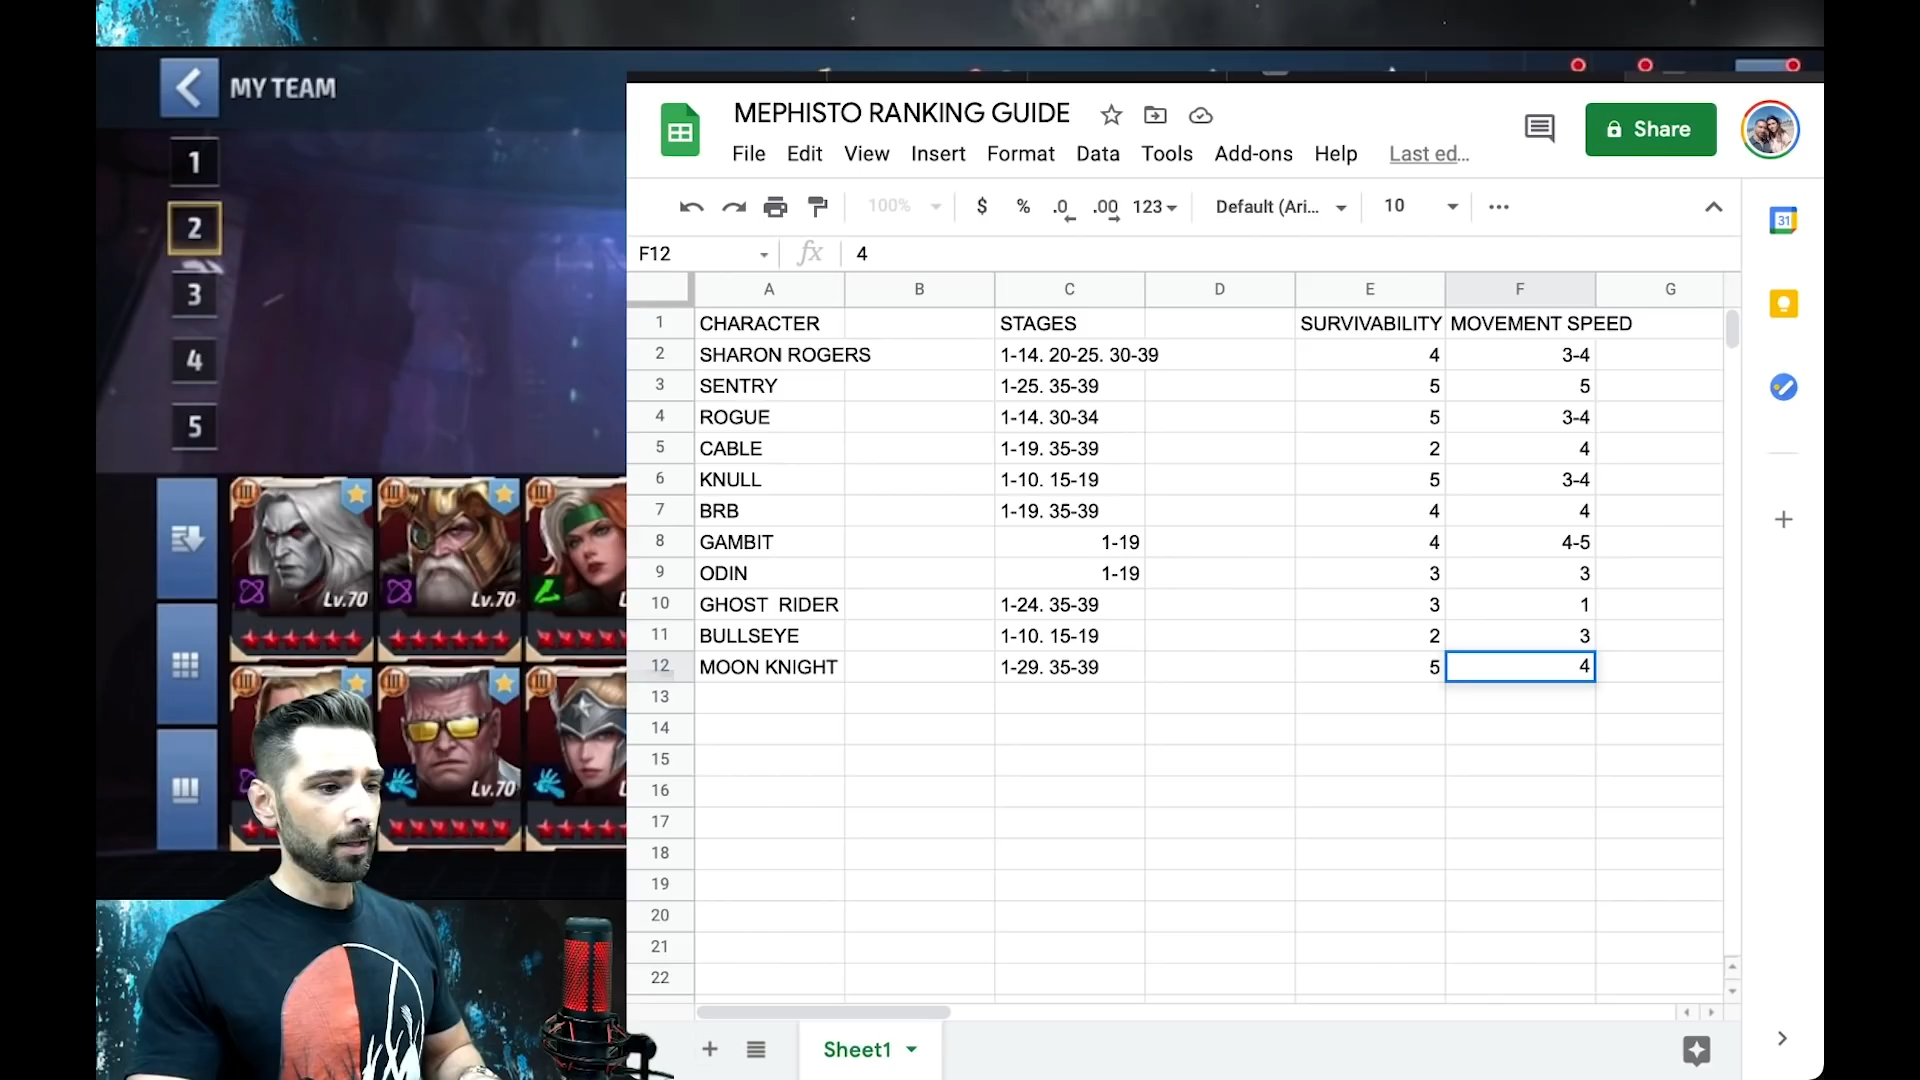 MY TEAM
1
2
3
4
5
III
Lv.70
III
Lv.70
III
III
III
Lv.70
III
MEPHISTO RANKING GUIDE
Share
File Edit View Insert Format Data Tools Add-ons Help Last ed...
100% $ % .0 .00 123 Default (Ari... 10 ...
31
F12 fx 4
A B C D E F G
1 CHARACTER STAGES SURVIVABILITY MOVEMENT SPEED
2 SHARON ROGERS 1-14. 20-25. 30-39 4 3-4
3 SENTRY 1-25. 35-39 5 5
4 ROGUE 1-14. 30-34 5 3-4
5 CABLE 1-19. 35-39 2 4
6 KNULL 1-10. 15-19 5 3-4
7 BRB 1-19. 35-39 4 4
8 GAMBIT 1-19 4 4-5
9 ODIN 1-19 3 3
10 GHOST RIDER 1-24. 35-39 3 1
11 BULLSEYE 1-10. 15-19 2 3
12 MOON KNIGHT 1-29. 35-39 5 4
13
14
15
16
17
18
19
20
21
22
Sheet1